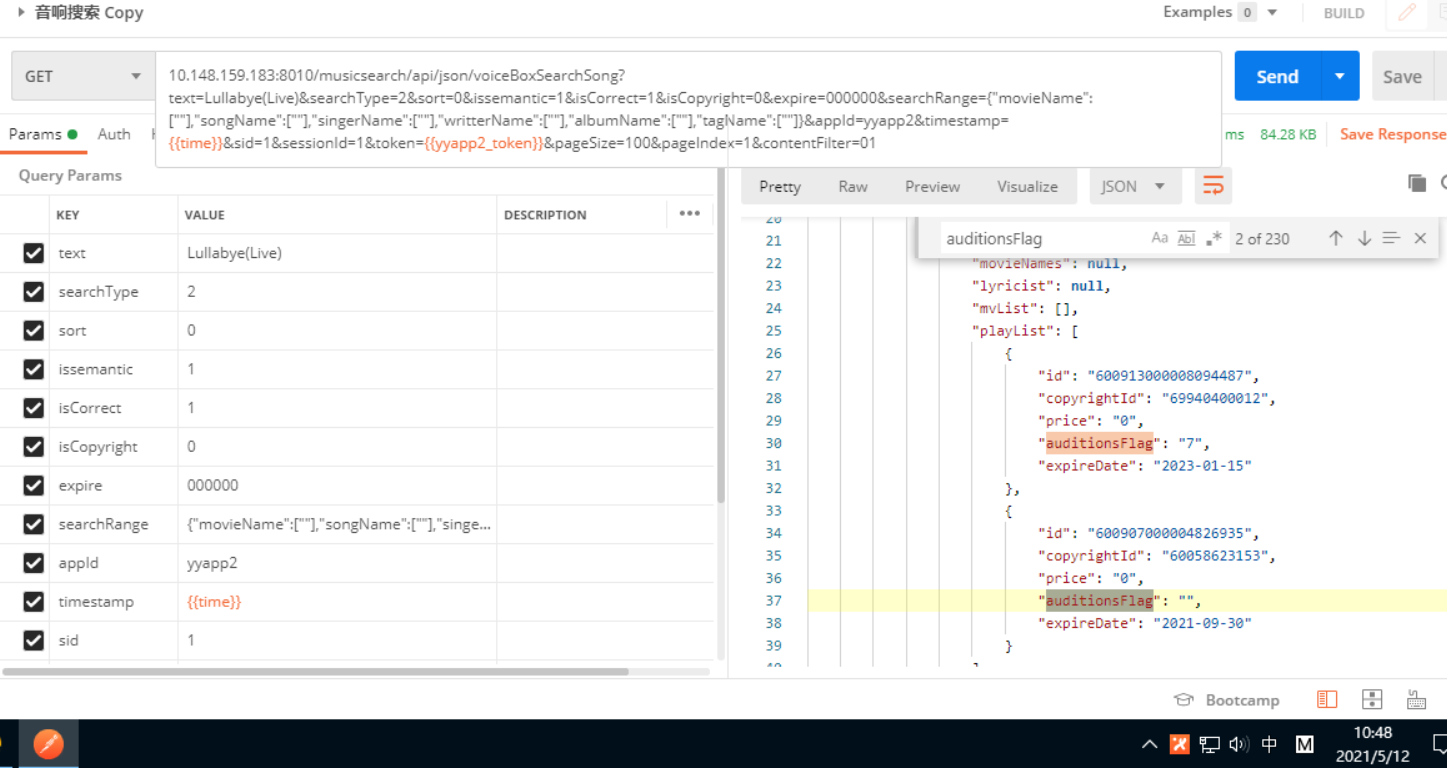 音响搜索 Copy
Examples 0
BUILD
GET
10.148.159.183:8010/musicsearch/api/json/voiceBoxSearchSong?
text=Lullabye(Live)&searchType=2&sort=0&issemantic=1&isCorrect=1&isCopyright=0&expire=000000&searchRange={"movieName":
[""],"songName":[""],"singerName":[""],"writterName":[""],"albumName":[""],"tagName":[""]}&appId=yyapp2&timestamp=
{{time}}&sid=1&sessionId=1&token={{yyapp2_token}}&pageSize=100&pageIndex=1&contentFilter=01
Send
Save
Params
Auth
ms 84.28 KB
Save Response
Query Params
KEY VALUE DESCRIPTION
text Lullabye(Live)
searchType 2
sort 0
issemantic 1
isCorrect 1
isCopyright 0
expire 000000
searchRange {"movieName":[""],"songName":[""],"singe...
appId yyapp2
timestamp {{time}}
sid 1
Pretty Raw Preview Visualize JSON
auditionsFlag Aa Abl .* 2 of 230
20
21
22 "movieNames": null,
23 "lyricist": null,
24 "mvList": [],
25 "playList": [
26 {
27 "id": "600913000008094487",
28 "copyrightId": "69940400012",
29 "price": "0",
30 "auditionsFlag": "7",
31 "expireDate": "2023-01-15"
32 },
33 {
34 "id": "600907000004826935",
35 "copyrightId": "60058623153",
36 "price": "0",
37 "auditionsFlag": "",
38 "expireDate": "2021-09-30"
39 }
40 ]
Bootcamp
中 M
10:48
2021/5/12